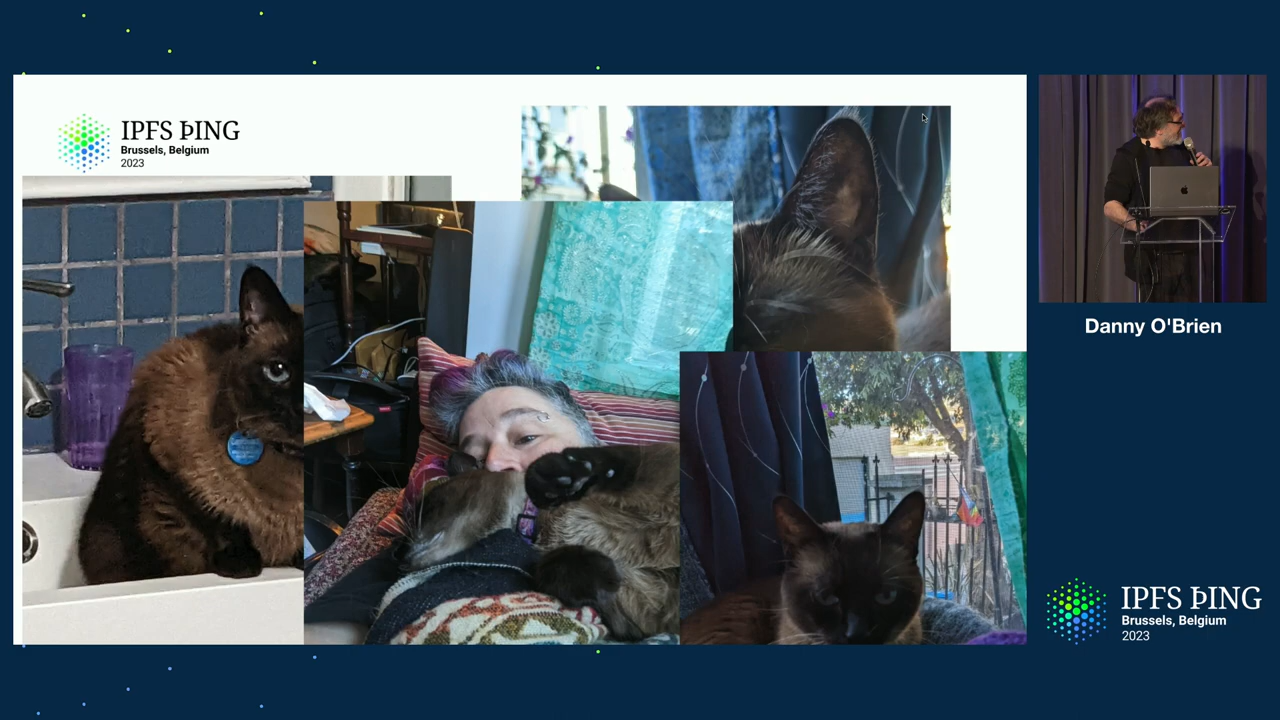 IPFS ÞING
Brussels, Belgium
2023
Danny O'Brien
IPFS ÞING
Brussels, Belgium
2023